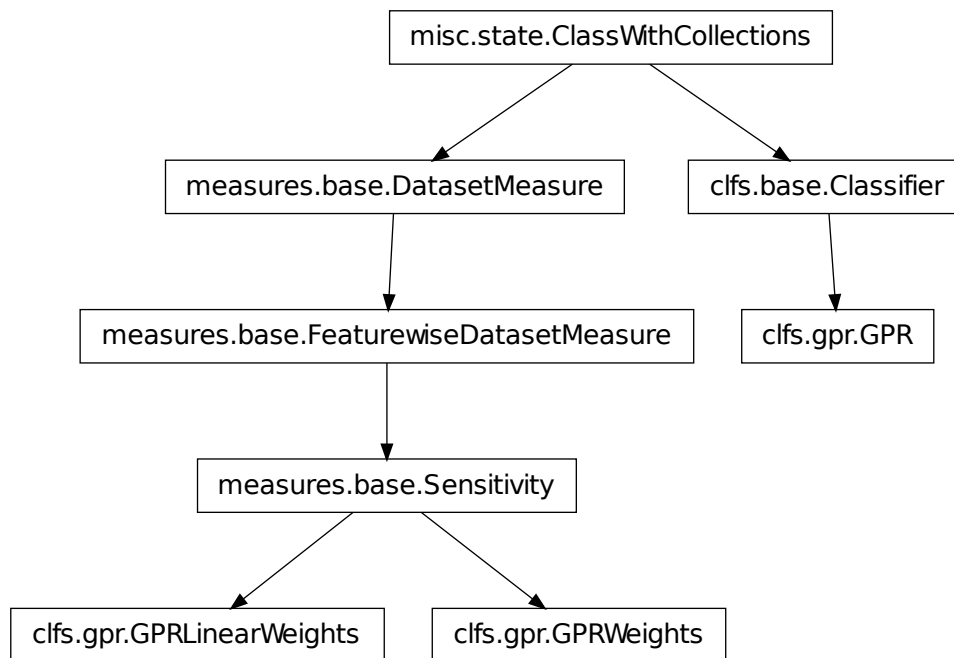 misc.state.ClassWithCollections
measures.base.DatasetMeasure
clfs.base.Classifier
measures.base.FeaturewiseDatasetMeasure
clfs.gpr.GPR
measures.base.Sensitivity
clfs.gpr.GPRLinearWeights
clfs.gpr.GPRWeights